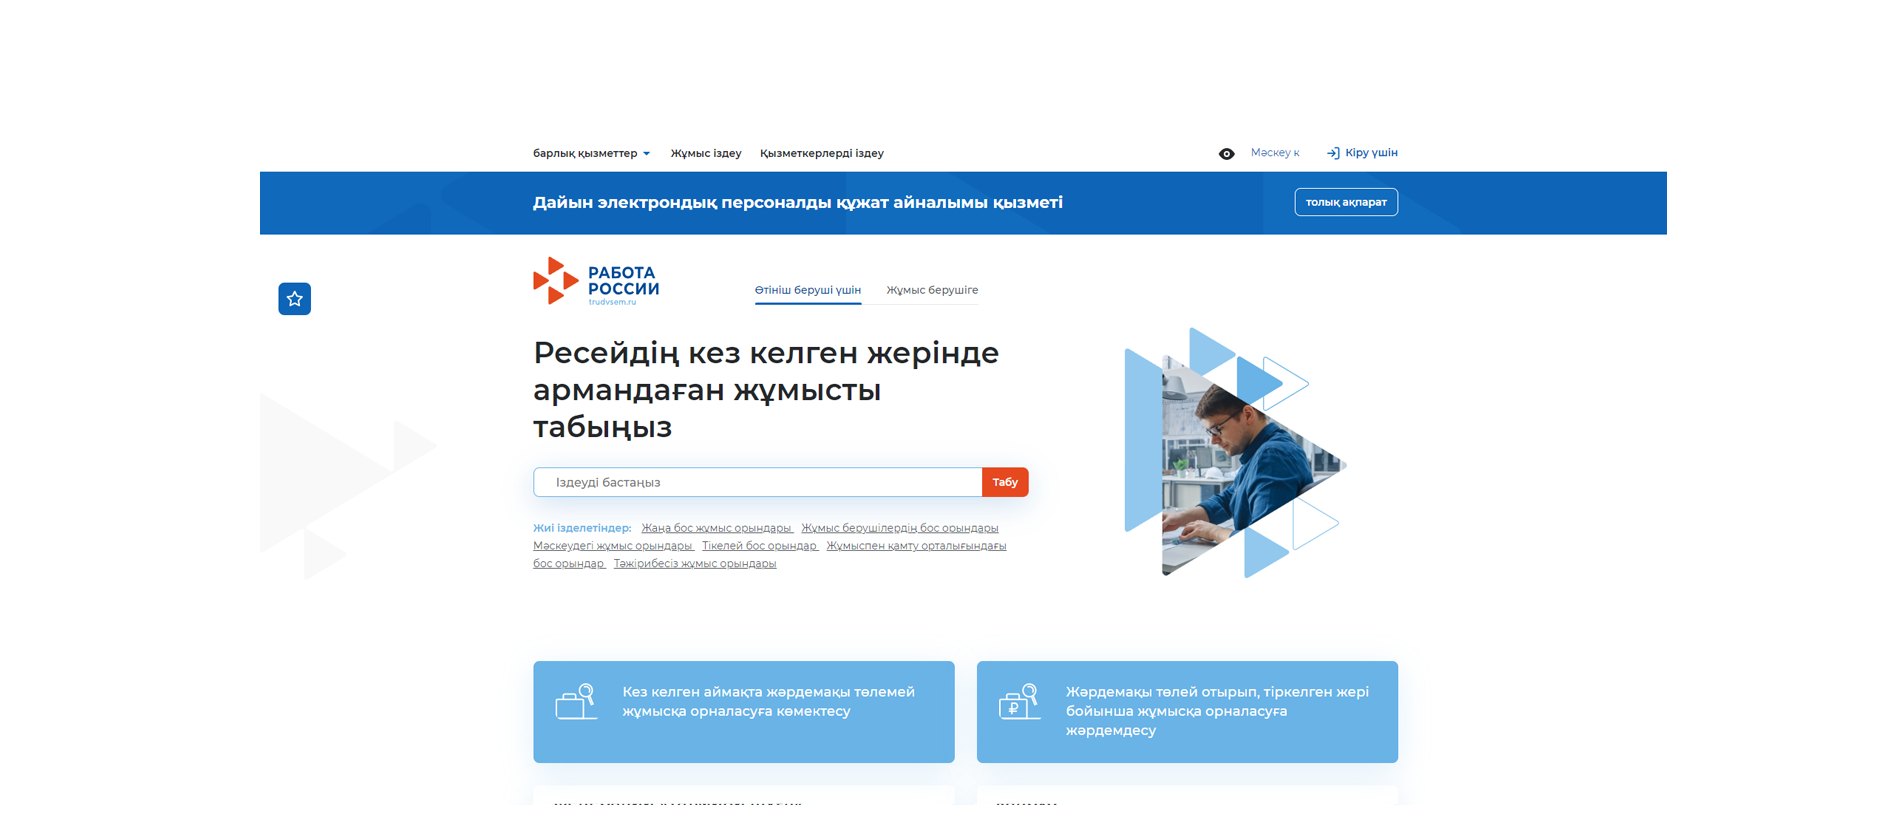 барлық қызметтер Жұмыс іздеу Қызметкерлерді іздеу Мәскеу к Кіру үшін
Дайын электрондық персоналды құжат айналымы қызметі толық ақпарат
РАБОТА
РОССИИ
trudvsem.ru
Өтініш беруші үшін Жұмыс берушіге
Ресейдің кез келген жерінде
армандаған жұмысты
табыңыз
Іздеуді бастаңыз Табу
Жиі ізделетіндер: Жаңа бос жұмыс орындары Жұмыс берушілердің бос орындары
Мәскеудегі жұмыс орындары Тікелей бос орындар Жұмыспен қамту орталығындағы
бос орындар Тәжірибесіз жұмыс орындары
Кез келген аймақта жәрдемақы төлемей
жұмысқа орналасуға көмектесу
Жәрдемақы төлей отырып, тіркелген жері
бойынша жұмысқа орналасуға
жәрдемдесу